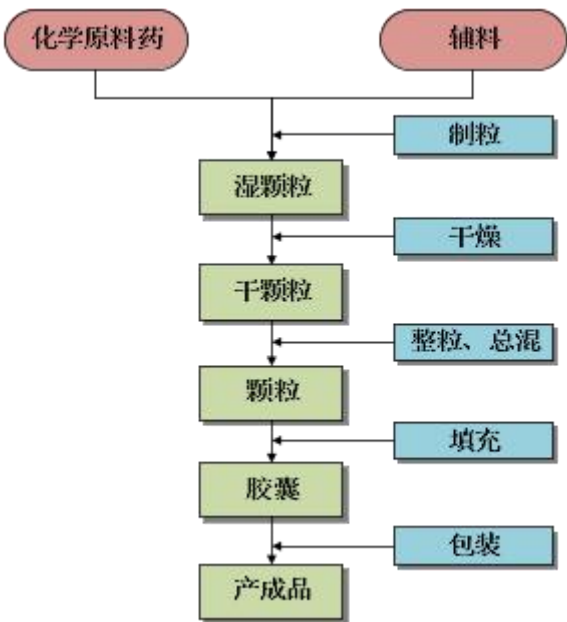 化学原料药
辅料
制粒
湿颗粒
干燥
干颗粒
整粒、总混
颗粒
填充
胶囊
包装
产成品